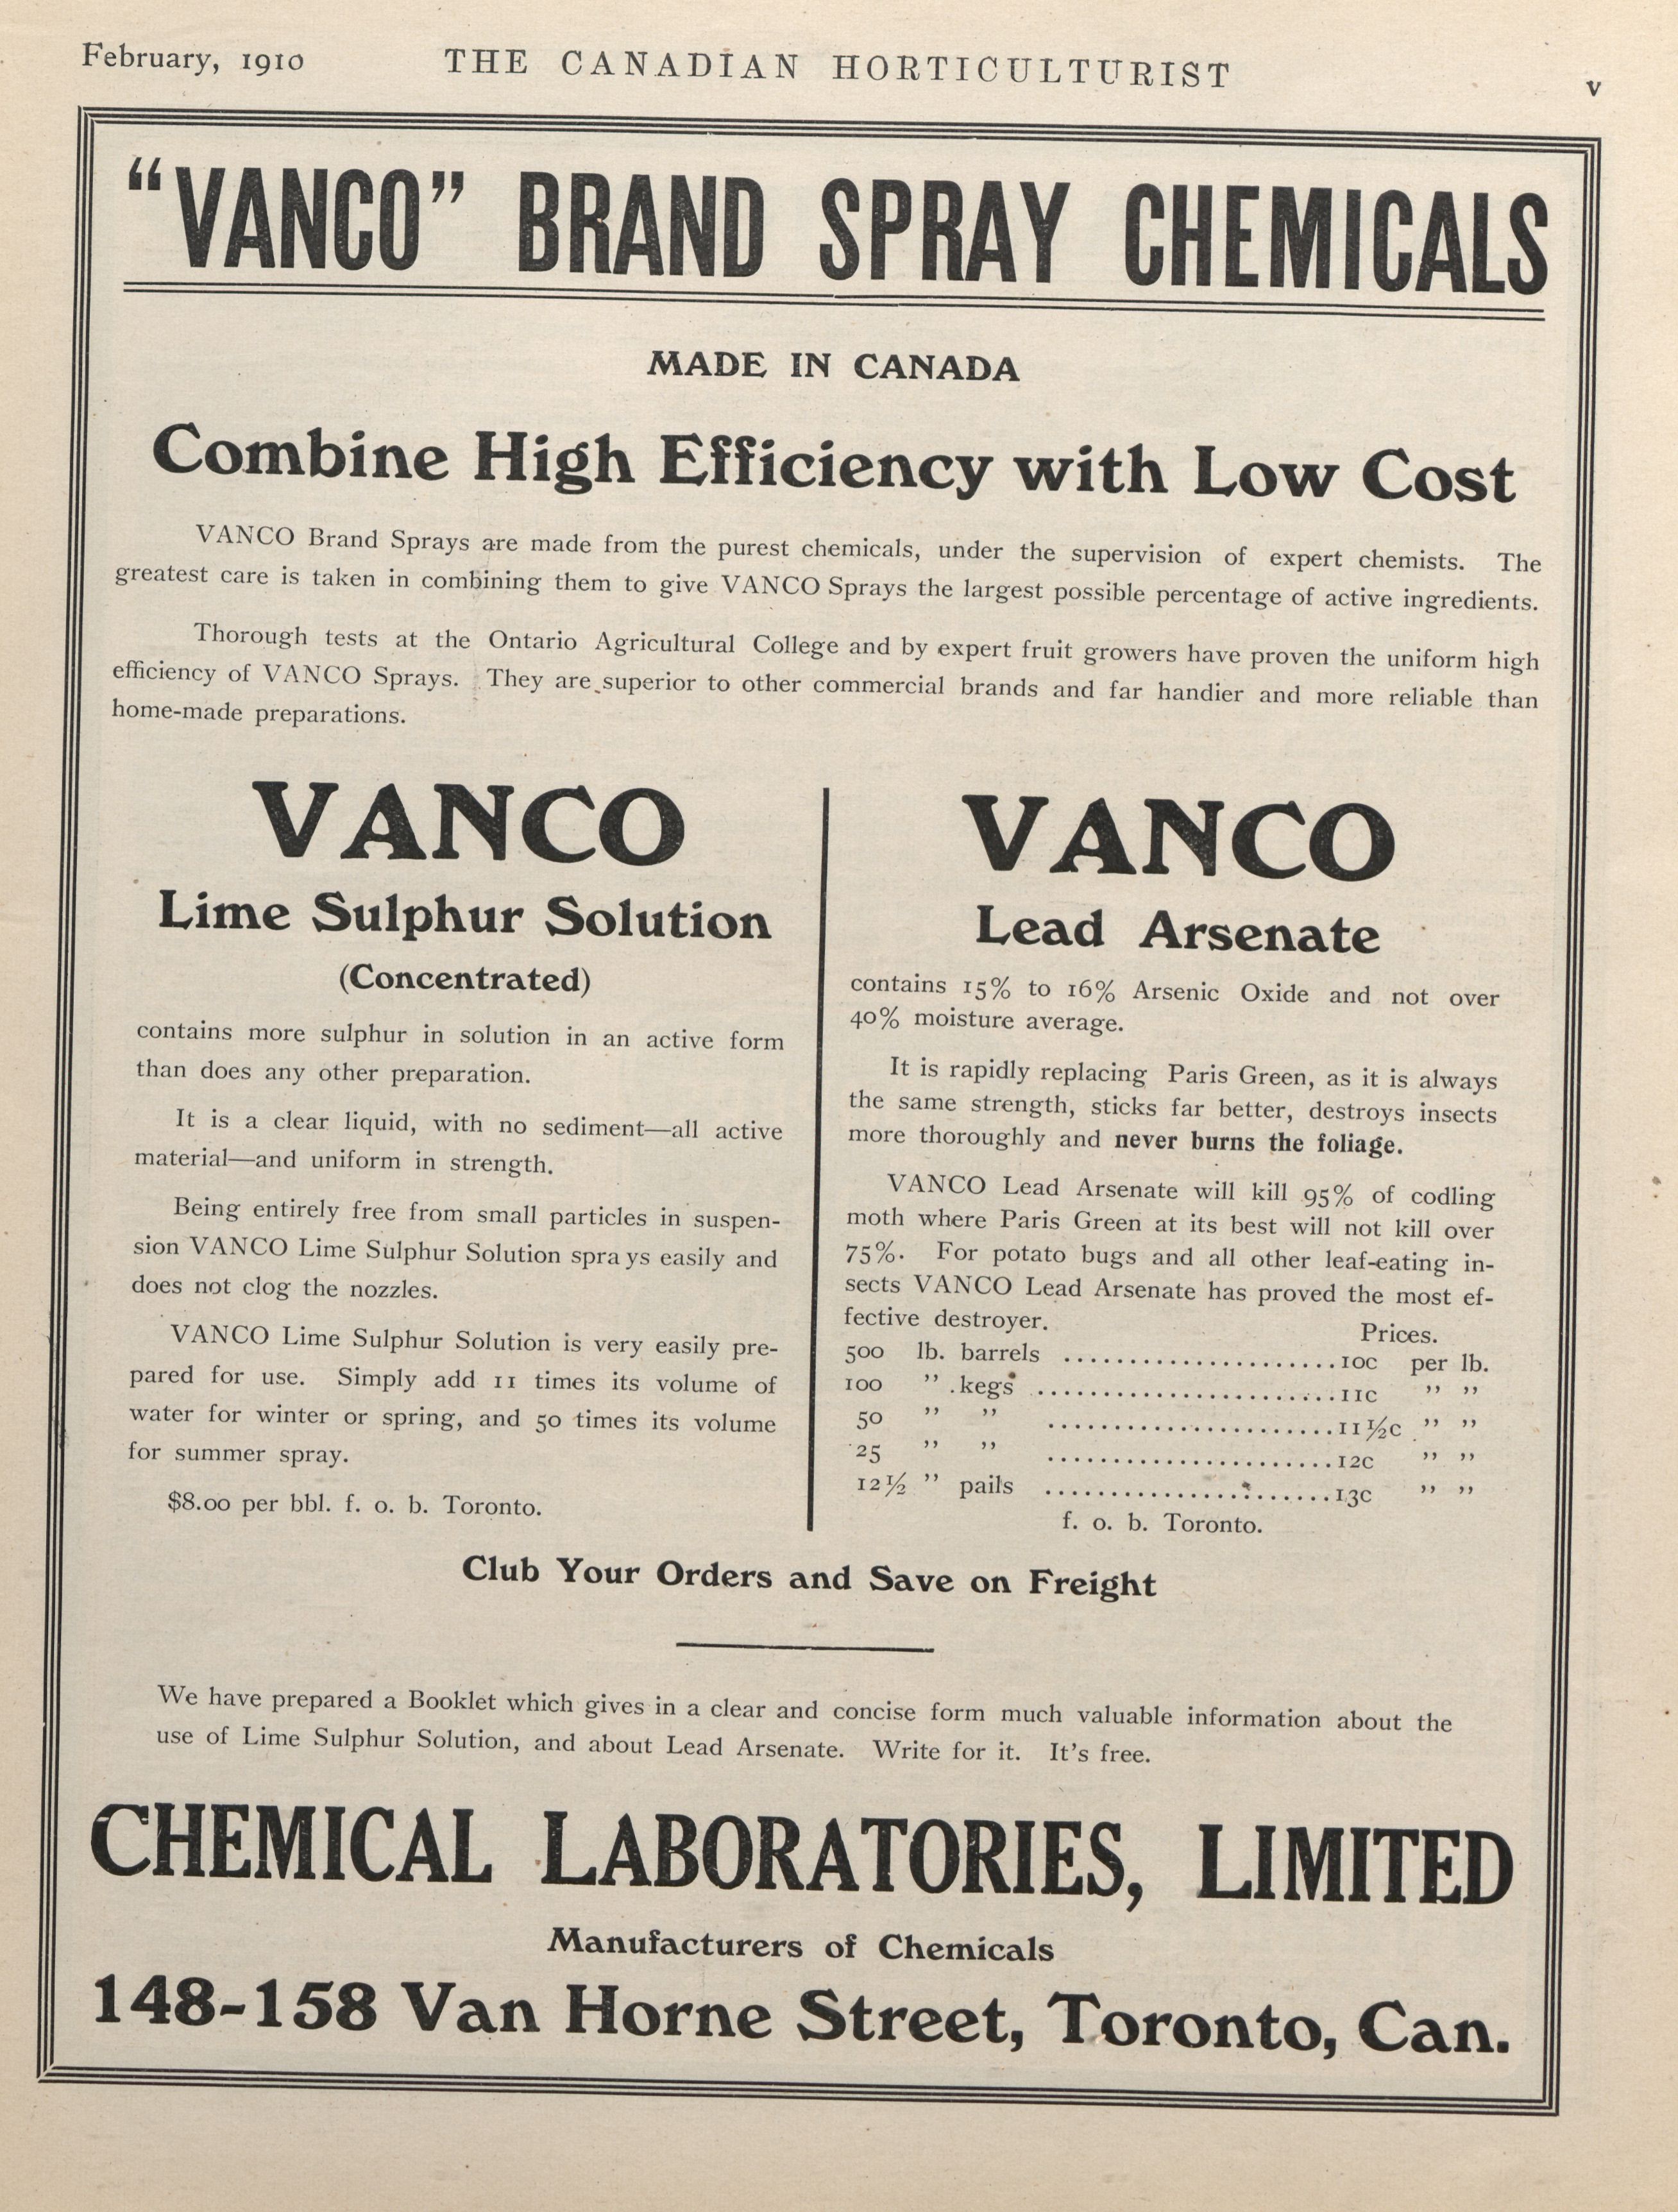 February, 1910
THE CANADIAN HORTICULTURIST
v
“VANCO” BRAND SPRAY CHEMICALS
MADE IN CANADA
Combine High Efficiency with Low Cost
VANCO Brand Sprays are made from the purest chemicals, under the supervision of expert chemists. The
greatest care is taken in combining them to give VANCO Sprays the largest possible percentage of active ingredients.
Thorough tests at the Ontario Agricultural College and by expert fruit growers have proven the uniform high
efficiency of VANCO Sprays. They are superior to other commercial brands and far handier and more reliable than
home-made preparations.
VANCO
Lime Sulphur Solution
(Concentrated)
contains more sulphur in solution in an active form
than does any other preparation.
It is a clear liquid, with no sediment—all active
material—and uniform in strength.
Being entirely free from small particles in suspen-
sion VANCO Lime Sulphur Solution sprays easily and
does not clog the nozzles.
VANCO Lime Sulphur Solution is very easily pre-
pared for use. Simply add 11 times its volume of
water for winter or spring, and 50 times its volume
for summer spray.
$8.00 per bbl. f. o. b. Toronto.
VANCO
Lead Arsenate
contains 15% to 16% Arsenic Oxide and not over
40% moisture average.
It is rapidly replacing Paris Green, as it is always
the same strength, sticks far better, destroys insects
more thoroughly and never burns the foliage.
VANCO Lead Arsenate will kill 95% of codling
moth where Paris Green at its best will not kill over
75%. For potato bugs and all other leaf-eating in-
sects VANCO Lead Arsenate has proved the most ef-
fective destroyer.
Prices.
500 lb. barrels .....................10c per lb.
100 ” kegs .......................11c ” ”
50 ” ” ......................11½c ” ”
25 ” ” ......................12c ” ”
12½ ” pails ......................13c ” ”
f. o. b. Toronto.
Club Your Orders and Save on Freight
We have prepared a Booklet which gives in a clear and concise form much valuable information about the
use of Lime Sulphur Solution, and about Lead Arsenate. Write for it. It's free.
CHEMICAL LABORATORIES, LIMITED
Manufacturers of Chemicals
148-158 Van Horne Street, Toronto, Can.